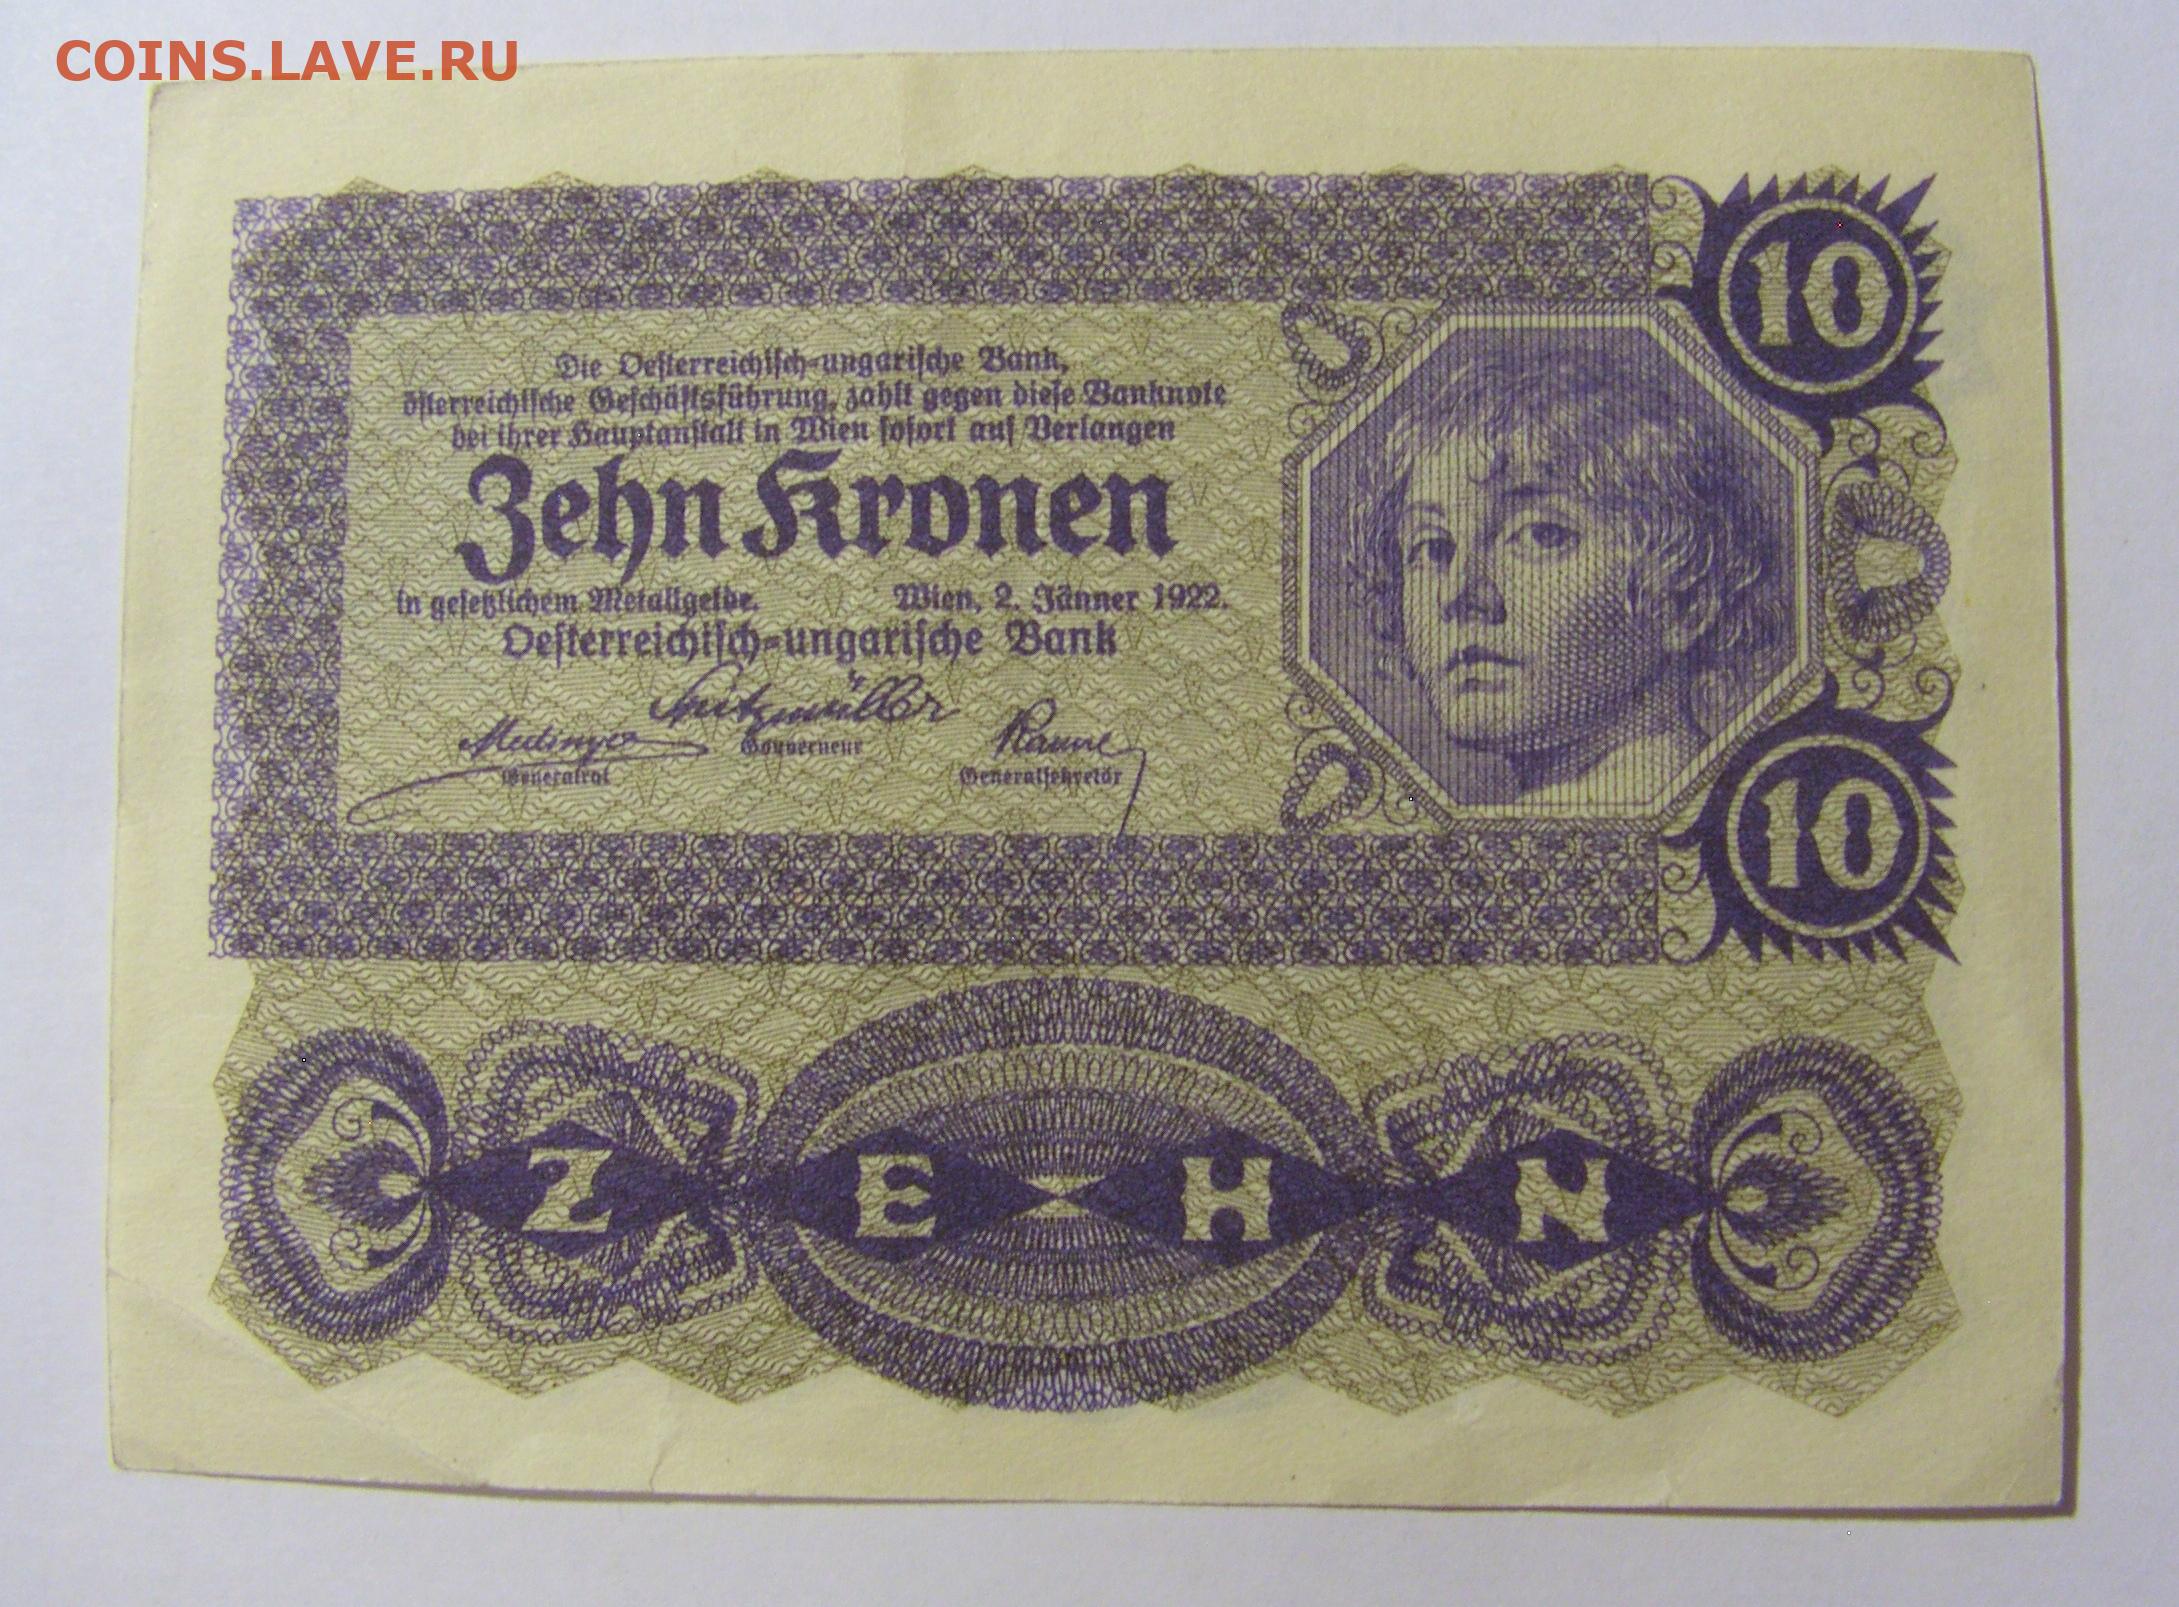 COINS.LAVE.RU
10
Die Oesterreichisch-ungarische Bank,
österreichische Geschäftsführung, zahlt gegen diese Banknote
bei ihrer Hauptanstalt in Wien sofort auf Verlangen
Zehn Kronen
in gesetzlichem Metallgelde. Wien, 2. Jänner 1922.
Oesterreichisch-ungarische Bank
Spitzmüller
Gouverneur
Generalrat
Generalsekretär
10
ZEHN